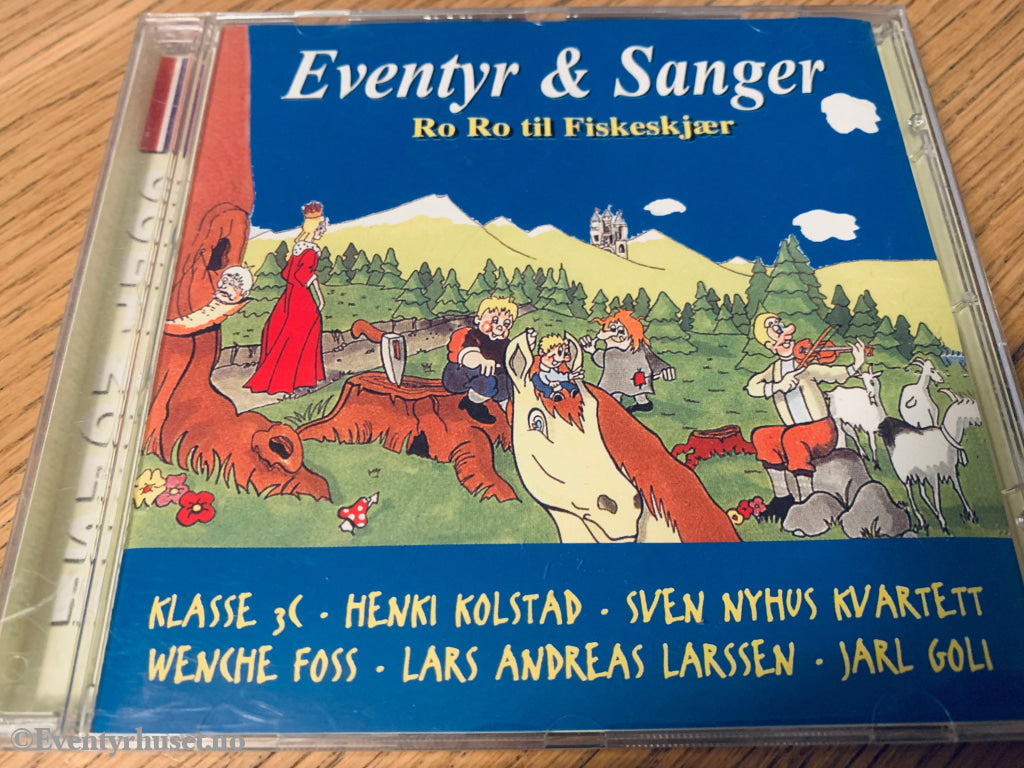 Eventyr & Sanger
Ro Ro til Fiskeskjær
KLASSE 3C · HENKI KOLSTAD · SVEN NYHUS KVARTETT
WENCHE FOSS · LARS ANDREAS LARSSEN · JARL GOLI
©Eventyrhuset.no